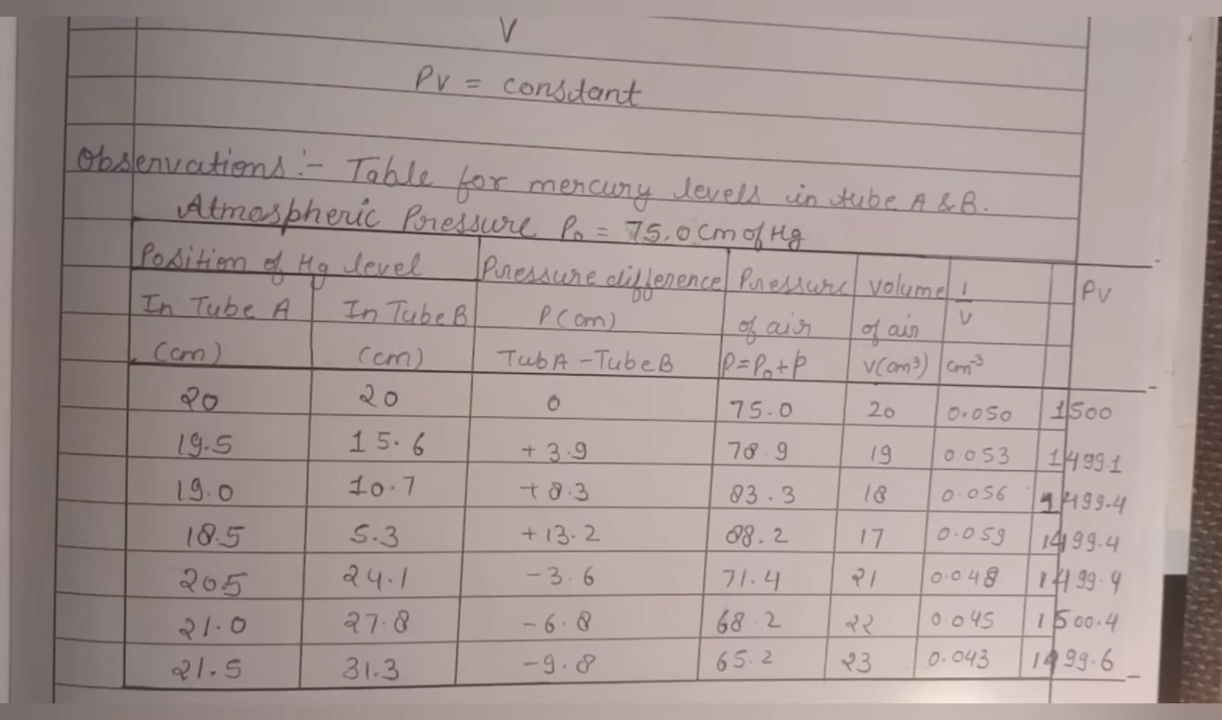 V
PV = constant
Observations :- Table for mercury levels in tube A & B.
Atmospheric Pressure P₀ = 75.0 cm of Hg
Position of Hg level | Pressure difference | Pressure | volume | 1/V | PV
In Tube A | In Tube B | P(cm) | of air | of air
(cm) | (cm) | Tub A - Tube B | P=P₀+P | V(cm³) | cm⁻³
20 | 20 | 0 | 75.0 | 20 | 0.050 | 1500
19.5 | 15.6 | +3.9 | 78.9 | 19 | 0.053 | 1499.1
19.0 | 10.7 | +8.3 | 83.3 | 18 | 0.056 | 1499.4
18.5 | 5.3 | +13.2 | 88.2 | 17 | 0.059 | 1499.4
205 | 24.1 | -3.6 | 71.4 | 21 | 0.048 | 1499.4
21.0 | 27.8 | -6.8 | 68.2 | 22 | 0.045 | 1500.4
21.5 | 31.3 | -9.8 | 65.2 | 23 | 0.043 | 1499.6